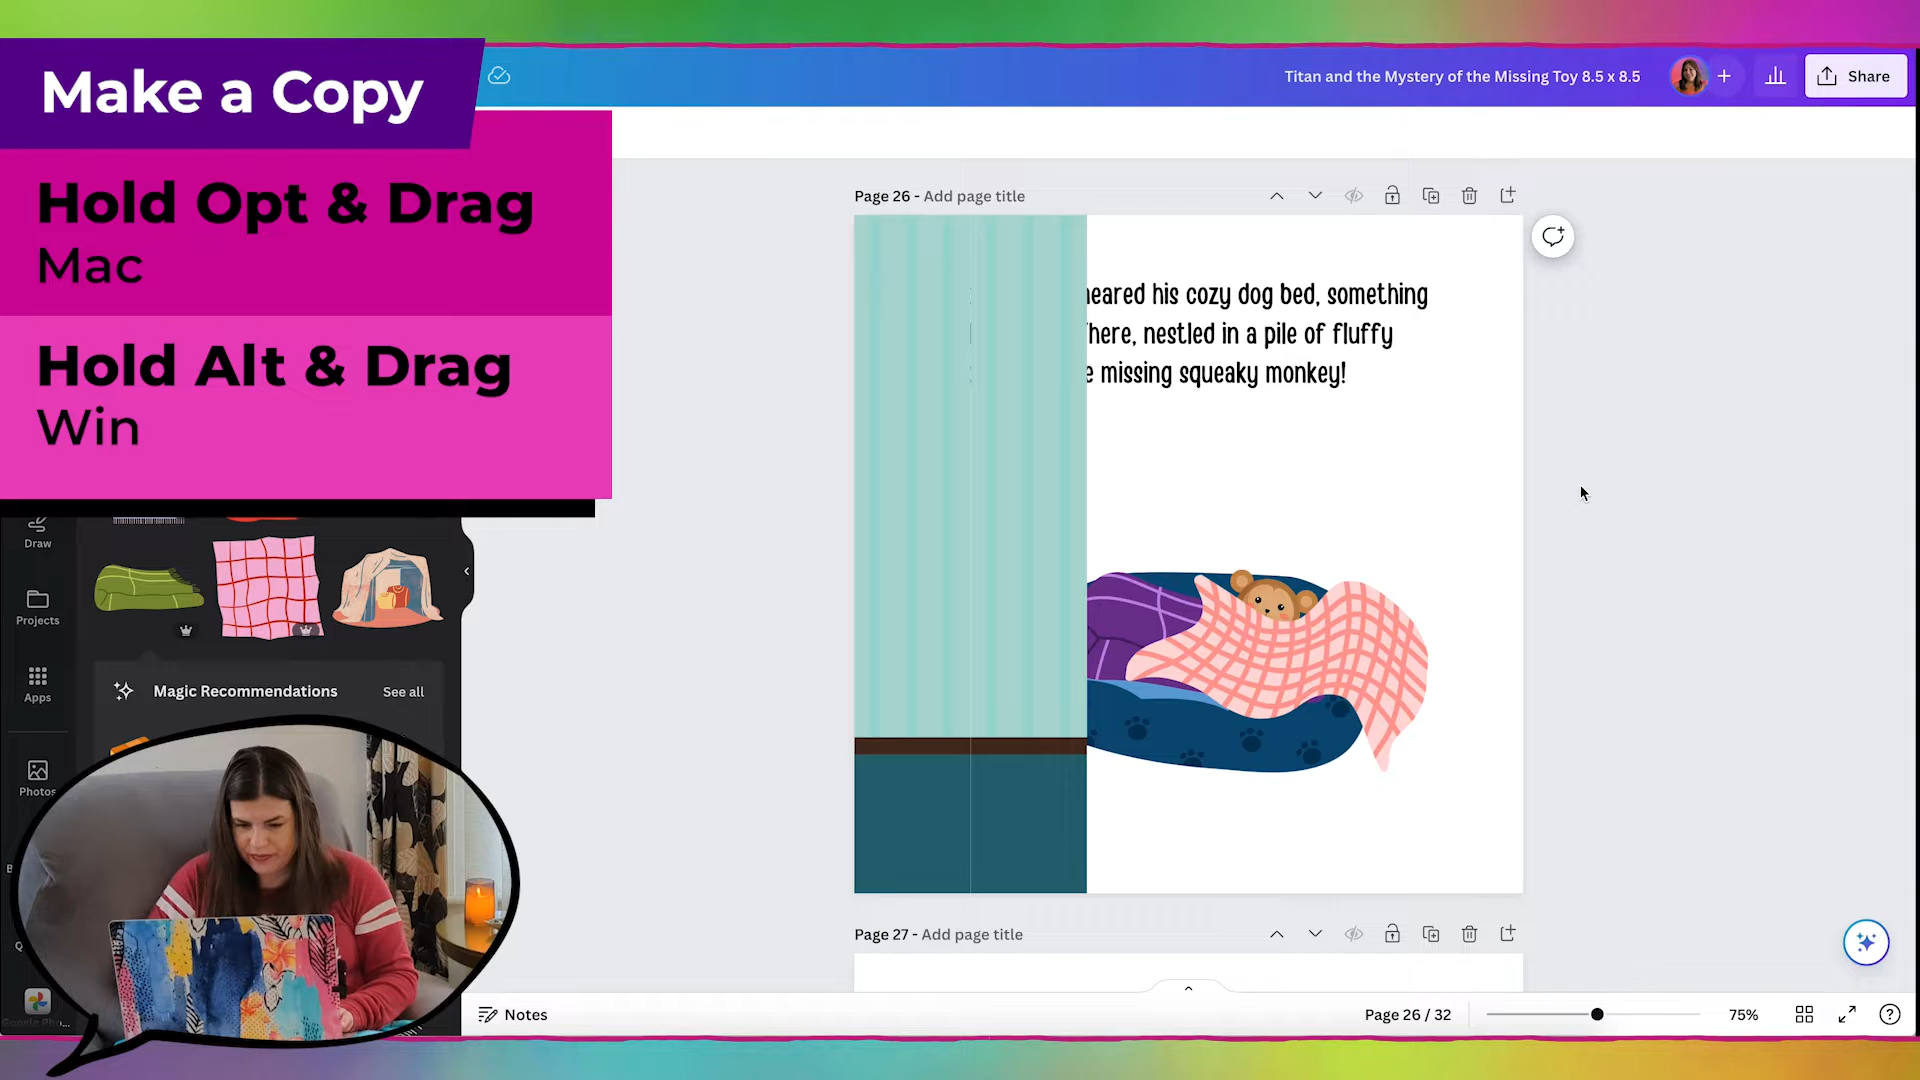 Make a Copy
Hold Opt & Drag
Mac
Hold Alt & Drag
Win
Titan and the Mystery of the Missing Toy 8.5 x 8.5
Share
Page 26 - Add page title
neared his cozy dog bed, something
here, nestled in a pile of fluffy
e missing squeaky monkey!
Draw
Projects
Apps
Magic Recommendations
See all
Photos
Page 27 - Add page title
Notes
Page 26 / 32
75%